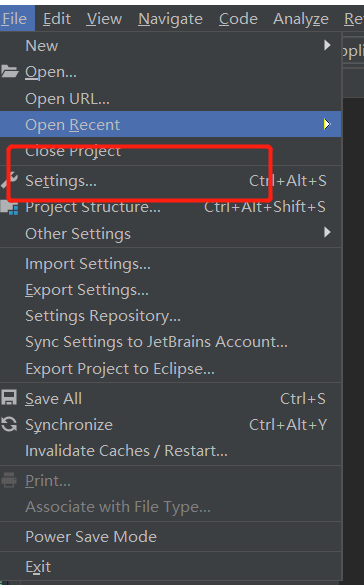 File Edit View Navigate Code Analyze Re
New
Open...
Open URL...
Open Recent
Close Project
Settings... Ctrl+Alt+S
Project Structure... Ctrl+Alt+Shift+S
Other Settings
Import Settings...
Export Settings...
Settings Repository...
Sync Settings to JetBrains Account...
Export Project to Eclipse...
Save All Ctrl+S
Synchronize Ctrl+Alt+Y
Invalidate Caches / Restart...
Print...
Associate with File Type...
Power Save Mode
Exit